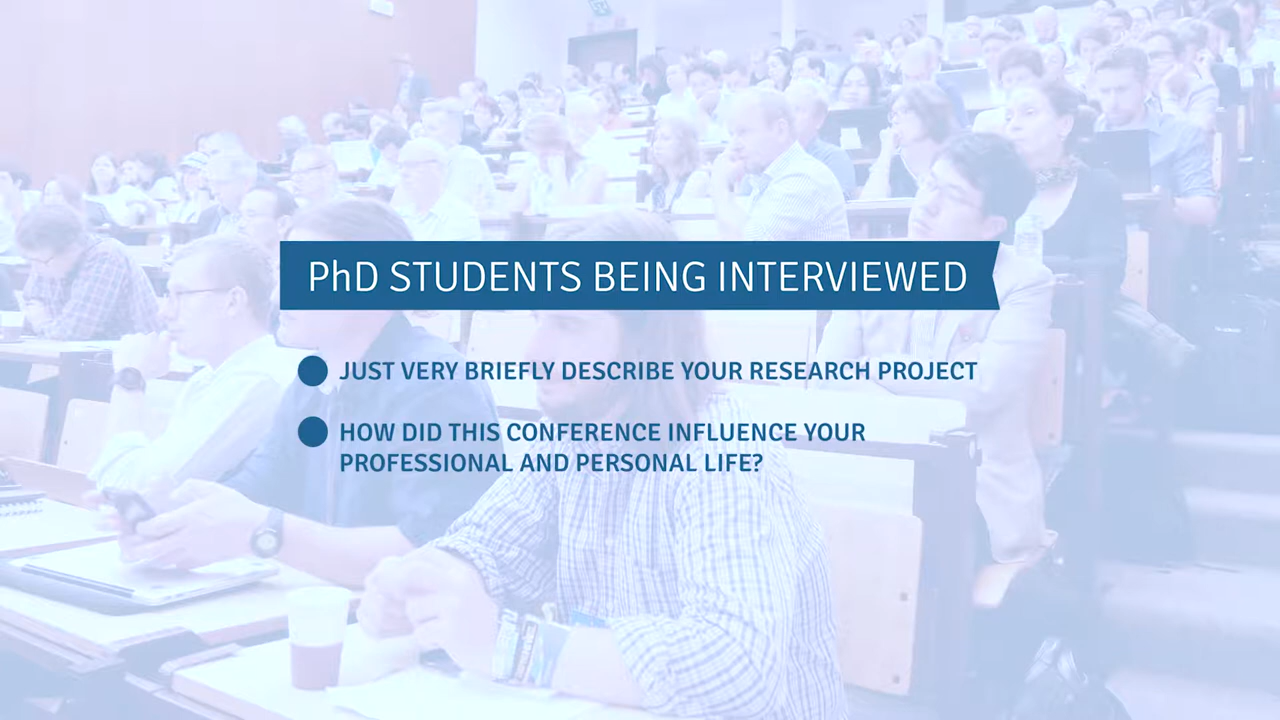 PhD STUDENTS BEING INTERVIEWED
JUST VERY BRIEFLY DESCRIBE YOUR RESEARCH PROJECT
HOW DID THIS CONFERENCE INFLUENCE YOUR
PROFESSIONAL AND PERSONAL LIFE?